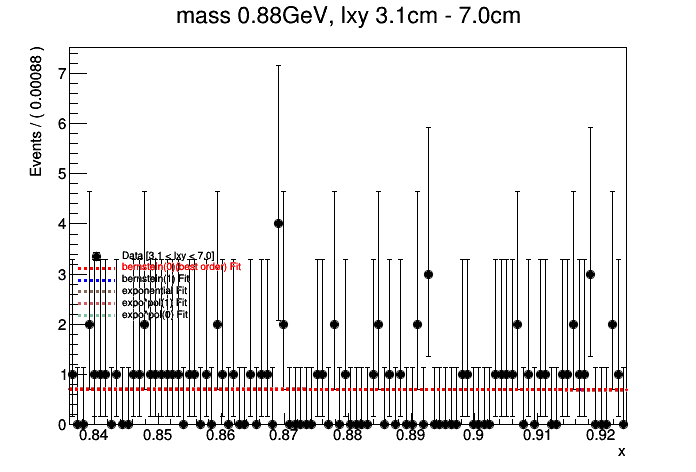 mass 0.88GeV, lxy 3.1cm - 7.0cm
Events / ( 0.00088 )
7
6
5
4
3
2
1
0
Data [3.1 < lxy < 7.0]
bernstein(0)(best order) Fit
bernstein(1) Fit
exponential Fit
expo*pol(1) Fit
expo*pol(0) Fit
0.84 0.85 0.86 0.87 0.88 0.89 0.9 0.91 0.92
x